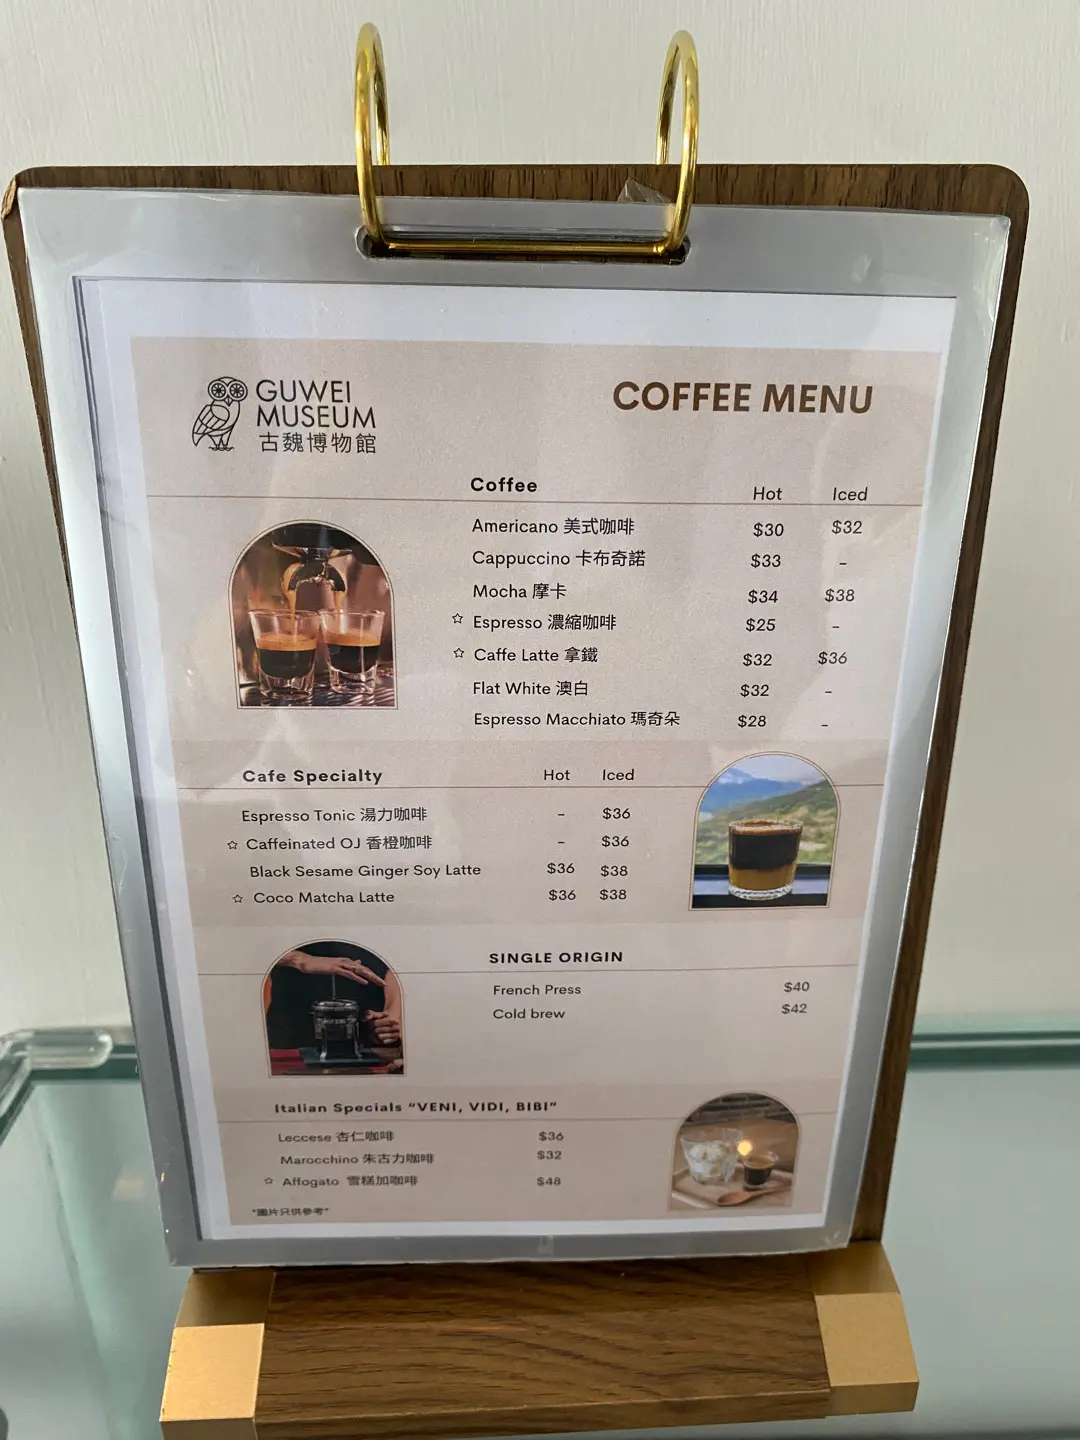 GUWEI
MUSEUM
古魏博物館
COFFEE MENU
Coffee Hot Iced
Americano 美式咖啡 $30 $32
Cappuccino 卡布奇諾 $33 -
Mocha 摩卡 $34 $38
☆ Espresso 濃縮咖啡 $25 -
☆ Caffe Latte 拿鐵 $32 $36
Flat White 澳白 $32 -
Espresso Macchiato 瑪奇朵 $28 -
Cafe Specialty Hot Iced
Espresso Tonic 湯力咖啡 - $36
☆ Caffeinated OJ 香橙咖啡 - $36
Black Sesame Ginger Soy Latte $36 $38
☆ Coco Matcha Latte $36 $38
SINGLE ORIGIN
French Press $40
Cold brew $42
Italian Specials “VENI, VIDI, BIBI”
Leccese 杏仁咖啡 $36
Marocchino 朱古力咖啡 $32
☆ Affogato 雪糕加咖啡 $48
*圖片只供參考*